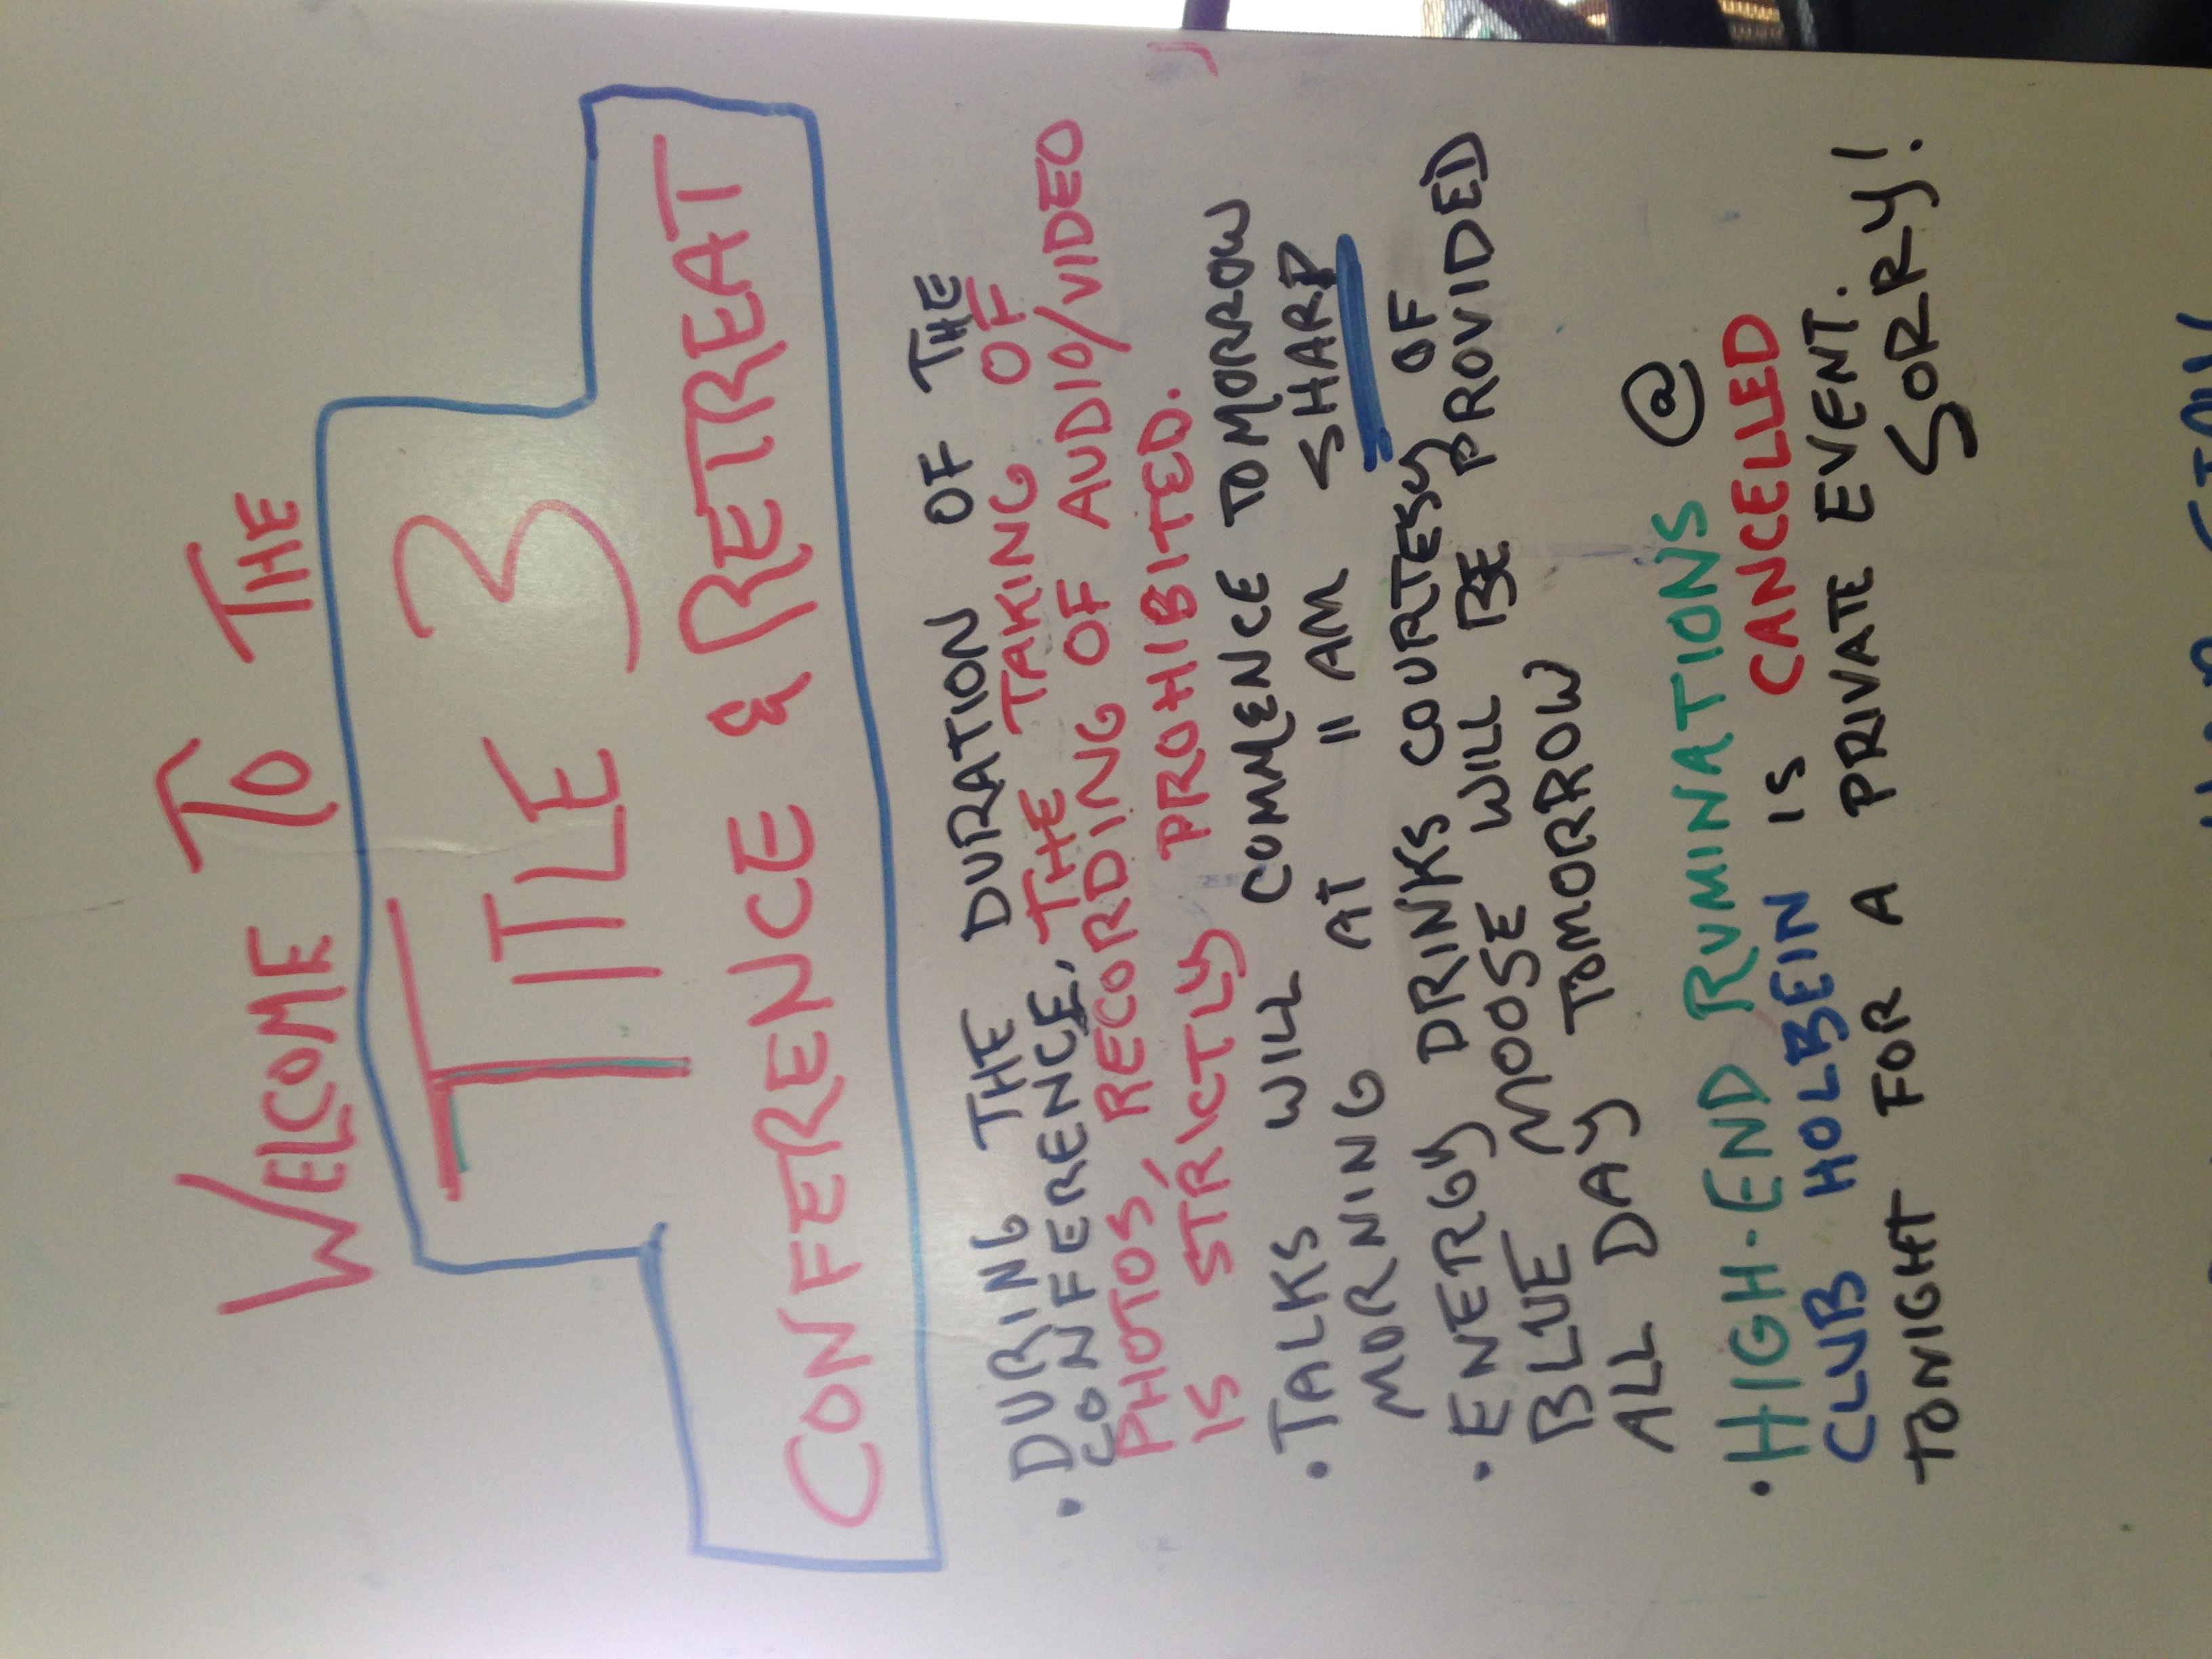 WELCOME TO THE
TITLE 3
CONFERENCE & RETREAT
• DURING THE DURATION OF THE
CONFERENCE, THE TAKING OF
PHOTOS, RECORDING OF AUDIO/VIDEO
IS STRICTLY PROHIBITED.
• TALKS WILL COMMENCE TOMORROW
MORNING AT 11 AM SHARP
• ENERGY DRINKS COURTESY OF
BLUE MOOSE WILL BE PROVIDED
ALL DAY TOMORROW
• HIGH-END RUMINATIONS @
CLUB HOLBEIN IS CANCELLED
TONIGHT FOR A PRIVATE EVENT.
SORRY!